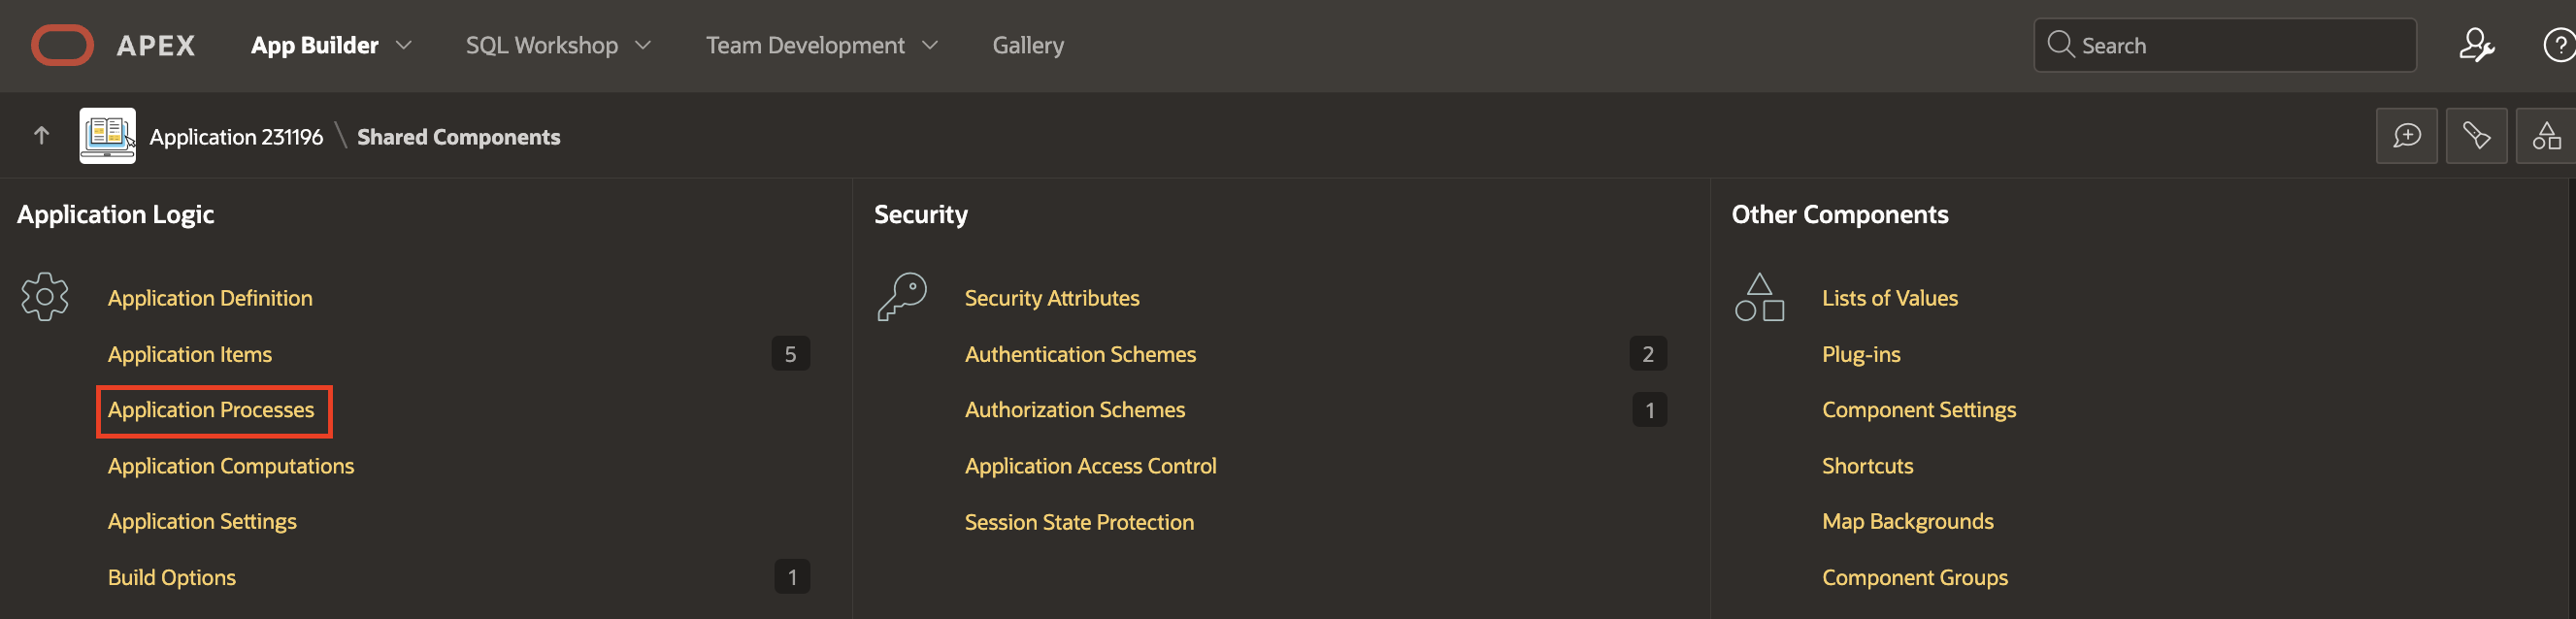 APEX App Builder SQL Workshop Team Development Gallery Search ?
Application 231196 \ Shared Components
Application Logic
Application Definition
Application Items 5
Application Processes
Application Computations
Application Settings
Build Options 1
Security
Security Attributes
Authentication Schemes 2
Authorization Schemes 1
Application Access Control
Session State Protection
Other Components
Lists of Values
Plug-ins
Component Settings
Shortcuts
Map Backgrounds
Component Groups